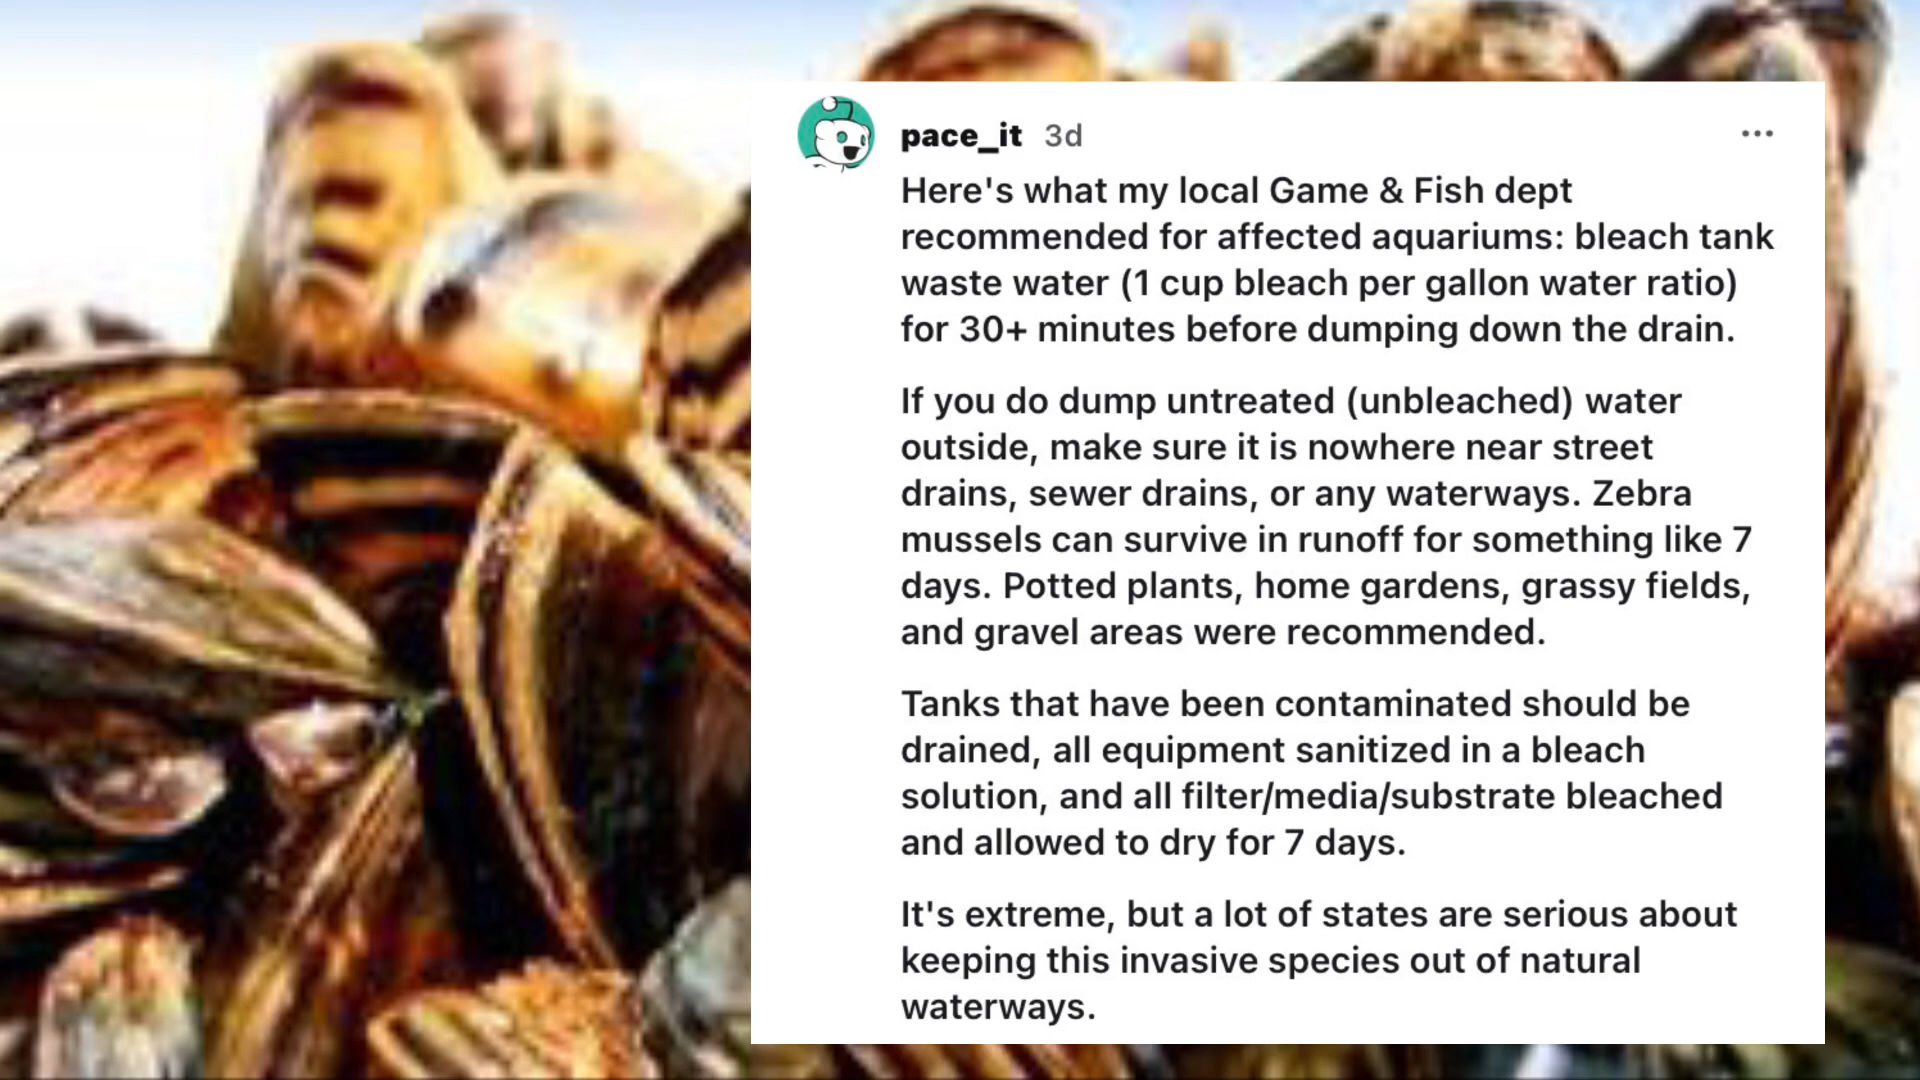 pace_it 3d
Here's what my local Game & Fish dept
recommended for affected aquariums: bleach tank
waste water (1 cup bleach per gallon water ratio)
for 30+ minutes before dumping down the drain.
If you do dump untreated (unbleached) water
outside, make sure it is nowhere near street
drains, sewer drains, or any waterways. Zebra
mussels can survive in runoff for something like 7
days. Potted plants, home gardens, grassy fields,
and gravel areas were recommended.
Tanks that have been contaminated should be
drained, all equipment sanitized in a bleach
solution, and all filter/media/substrate bleached
and allowed to dry for 7 days.
It's extreme, but a lot of states are serious about
keeping this invasive species out of natural
waterways.